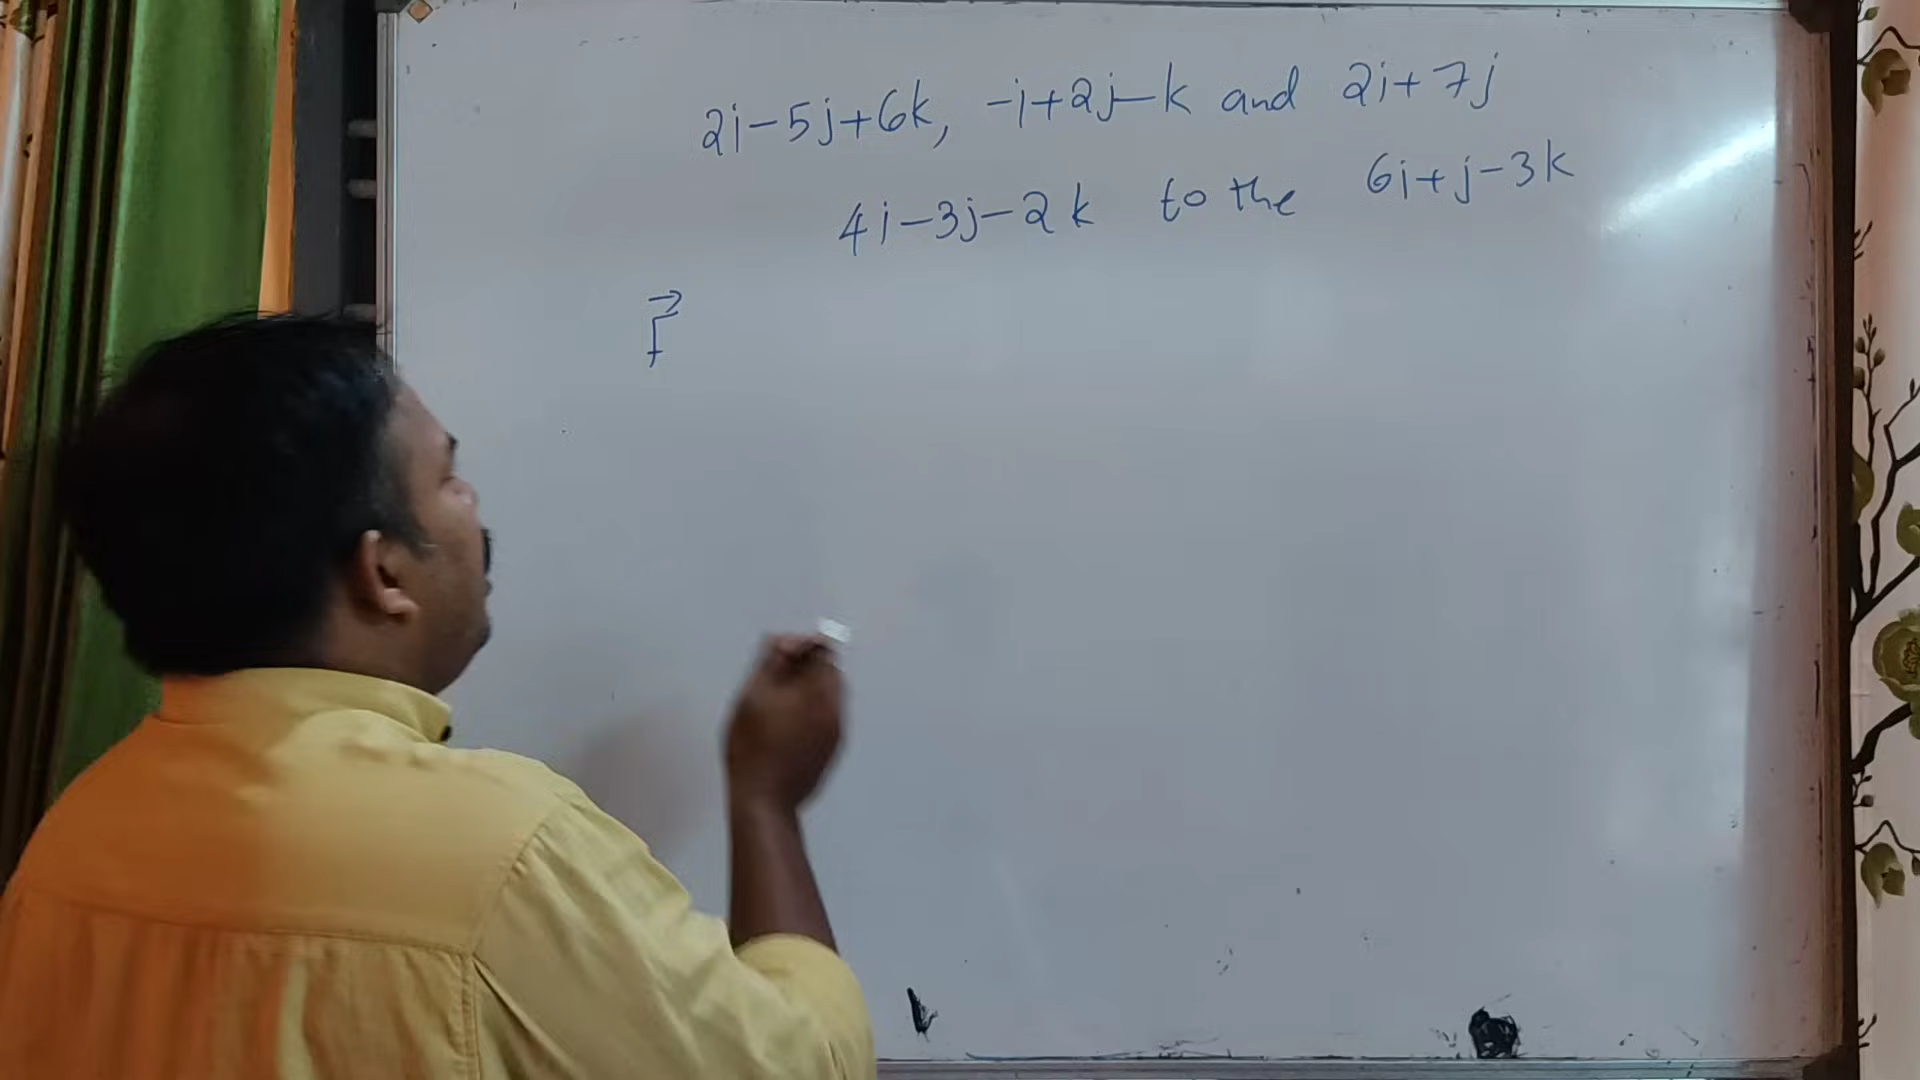 2i-5j+6k, -i+2j-k and 2i+7j
4i-3j-2k to the 6i+j-3k
F⃗